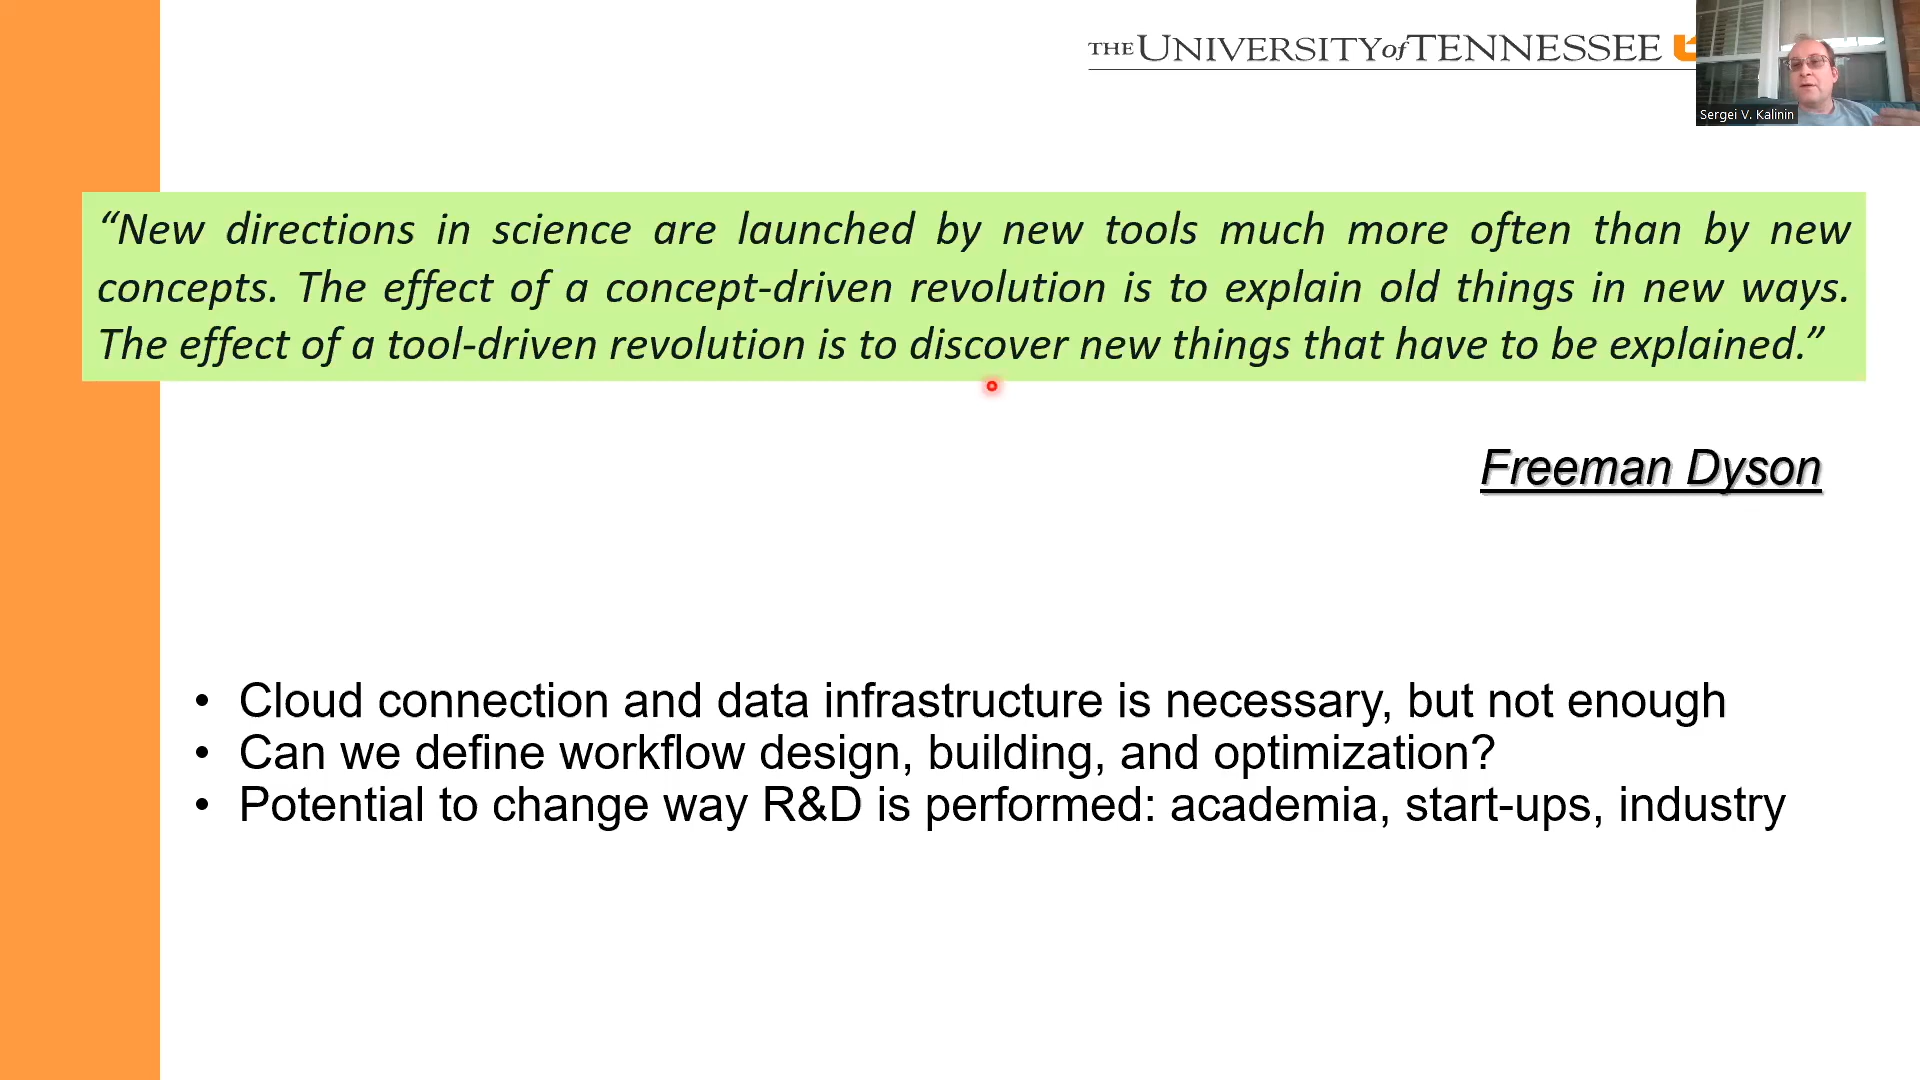 THE UNIVERSITY of TENNESSEE
Sergei V. Kalinin
“New directions in science are launched by new tools much more often than by new
concepts. The effect of a concept-driven revolution is to explain old things in new ways.
The effect of a tool-driven revolution is to discover new things that have to be explained.”
Freeman Dyson
• Cloud connection and data infrastructure is necessary, but not enough
• Can we define workflow design, building, and optimization?
• Potential to change way R&D is performed: academia, start-ups, industry